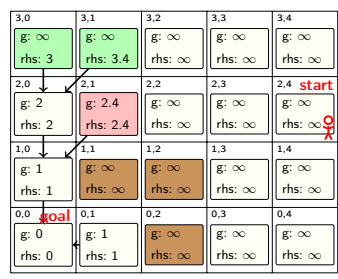 3,0 3,1 3,2 3,3 3,4
g: ∞ g: ∞ g: ∞ g: ∞ g: ∞
rhs: 3 rhs: 3.4 rhs: ∞ rhs: ∞ rhs: ∞
2,0 2,1 2,2 2,3 2,4 start
g: 2 g: 2.4 g: ∞ g: ∞ g: ∞
rhs: 2 rhs: 2.4 rhs: ∞ rhs: ∞ rhs: ∞
1,0 1,1 1,2 1,3 1,4
g: 1 g: ∞ g: ∞ g: ∞ g: ∞
rhs: 1 rhs: ∞ rhs: ∞ rhs: ∞ rhs: ∞
0,0 goal 0,1 0,2 0,3 0,4
g: 0 g: 1 g: ∞ g: ∞ g: ∞
rhs: 0 rhs: 1 rhs: ∞ rhs: ∞ rhs: ∞